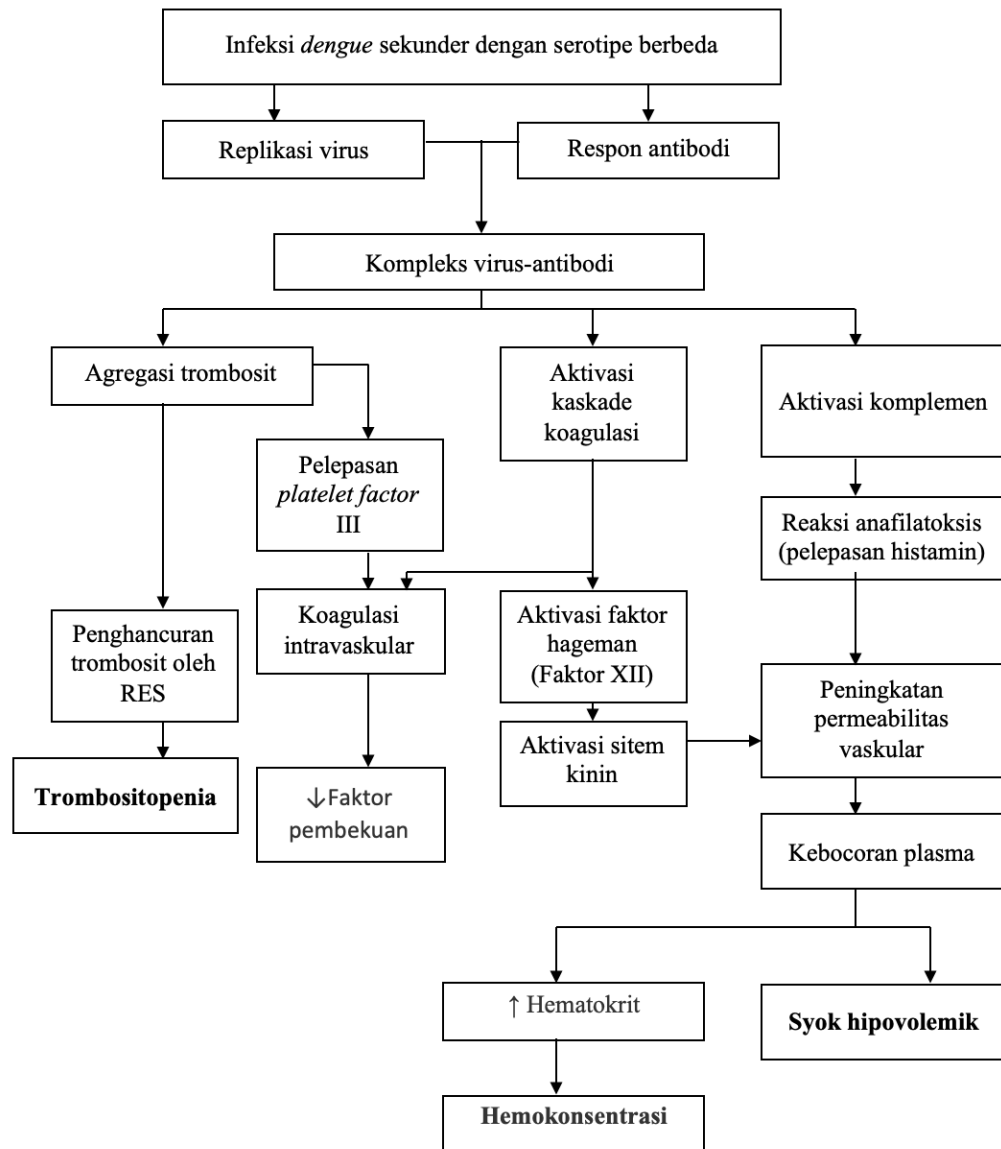 Infeksi dengue sekunder dengan serotipe berbeda
Replikasi virus
Respon antibodi
Kompleks virus-antibodi
Agregasi trombosit
Aktivasi
kaskade
koagulasi
Aktivasi komplemen
Pelepasan
platelet factor
III
Reaksi anafilatoksis
(pelepasan histamin)
Penghancuran
trombosit oleh
RES
Koagulasi
intravaskular
Aktivasi faktor
hageman
(Faktor XII)
Peningkatan
permeabilitas
vaskular
Aktivasi sitem
kinin
Trombositopenia
↓Faktor
pembekuan
Kebocoran plasma
↑ Hematokrit
Syok hipovolemik
Hemokonsentrasi